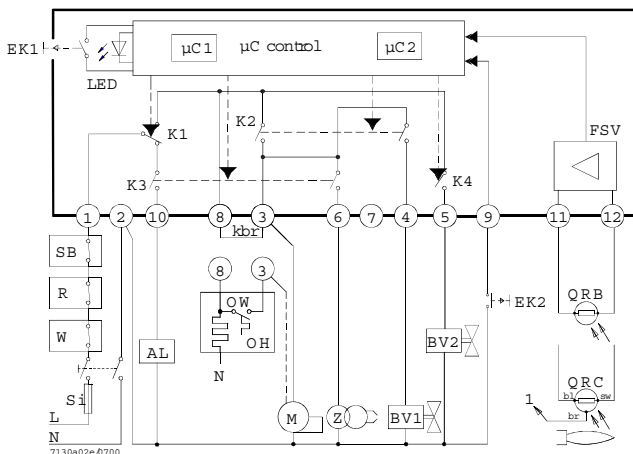 EK1
LED
µC1
µC control
µC2
FSV
K1
K2
K3
K4
1
2
10
8
3
6
7
4
5
9
11
12
kbr
SB
R
W
Si
L
N
AL
8
3
OW
OH
N
M
Z
BV1
BV2
EK2
QRB
QRC
bl
sw
br
1
7130a02e/0700